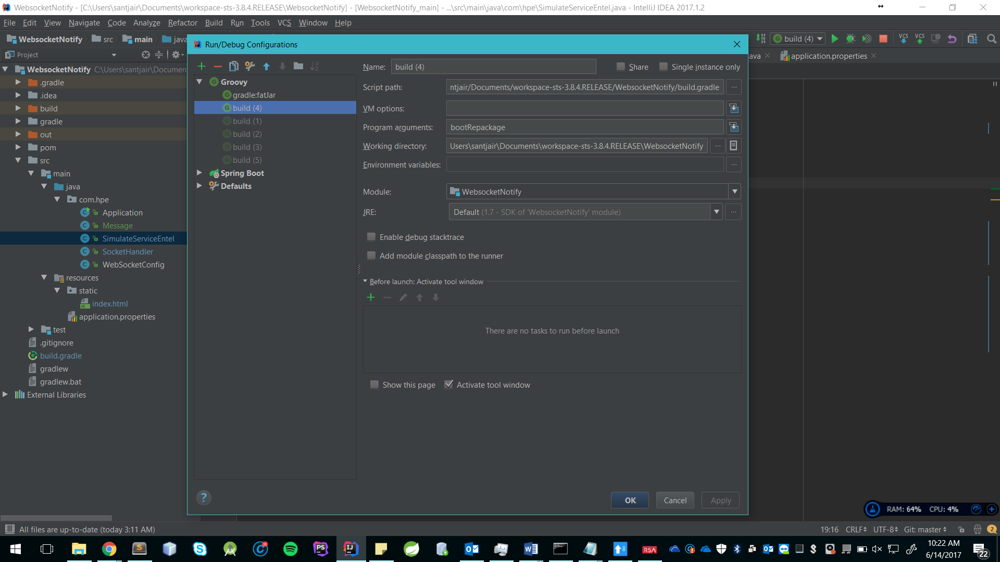 WebsocketNotify - [C:\Users\santjair\Documents\workspace-sts-3.8.4.RELEASE\WebsocketNotify] - [WebsocketNotify_main] - ...\src\main\java\com\hpe\SimulateServiceEntel.java - IntelliJ IDEA 2017.1.2
File Edit View Navigate Code Analyze Refactor Build Run Tools VCS Window Help
WebsocketNotify src main java
build (4) VCS VCS
Project
ava application.properties
WebsocketNotify C:\Users\santjair\Documen
.gradle
.idea
build
gradle
out
pom
src
main
java
com.hpe
Application
Message
SimulateServiceEntel
SocketHandler
WebSocketConfig
resources
static
index.html
application.properties
test
.gitignore
build.gradle
gradlew
gradlew.bat
External Libraries
Run/Debug Configurations
Groovy
gradle:fatJar
build (4)
build (1)
build (2)
build (3)
build (5)
Spring Boot
Defaults
Name: build (4) Share Single instance only
Script path: ntjair/Documents/workspace-sts-3.8.4.RELEASE/WebsocketNotify/build.gradle ...
VM options:
Program arguments: bootRepackage
Working directory: Users\santjair\Documents\workspace-sts-3.8.4.RELEASE\WebsocketNotify ...
Environment variables: ...
Module: WebsocketNotify
JRE: Default (1.7 - SDK of 'WebsocketNotify' module) ...
Enable debug stacktrace
Add module classpath to the runner
Before launch: Activate tool window
There are no tasks to run before launch
Show this page Activate tool window
? OK Cancel Apply
RAM: 64% CPU: 4%
All files are up-to-date (today 3:11 AM) 19:16 CRLF UTF-8 Git: master 2
PS IJ RSA
10:22 AM
6/14/2017
22